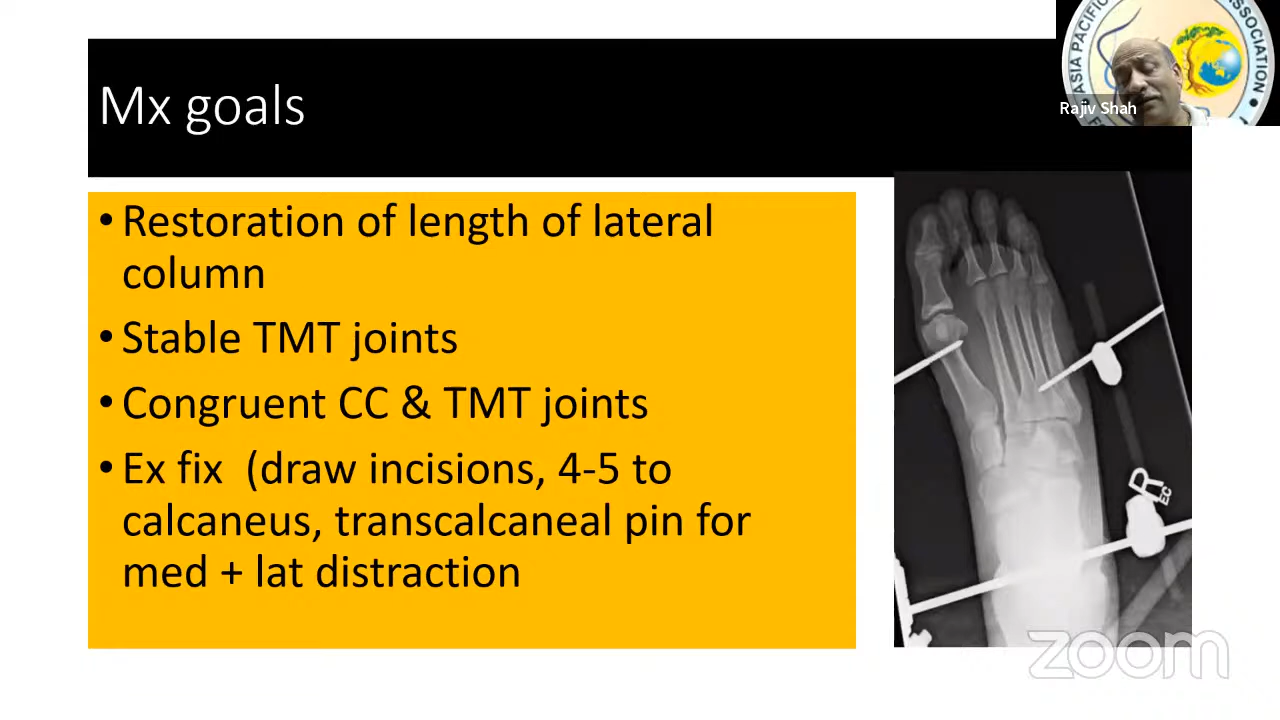 Mx goals
ASIA PACIFIC
ASSOCIATION
Rajiv Shah
• Restoration of length of lateral
column
• Stable TMT joints
• Congruent CC & TMT joints
• Ex fix (draw incisions, 4-5 to
calcaneus, transcalcaneal pin for
med + lat distraction
R
EC
zoom